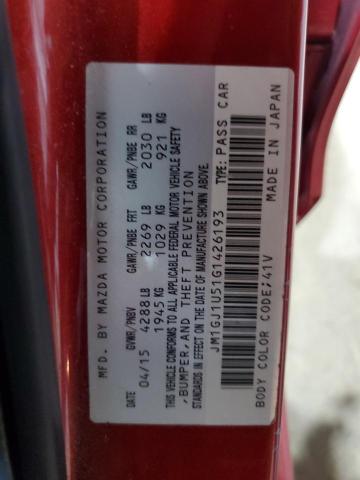 MFD. BY MAZDA MOTOR CORPORATION
DATE GVWR/PNBV GAWR/PNBE FRT GAWR/PNBE RR
04/15 4288 LB 2269 LB 2030 LB
1945 KG 1029 KG 921 KG
THIS VEHICLE CONFORMS TO ALL APPLICABLE FEDERAL MOTOR VEHICLE SAFETY
, BUMPER, AND THEFT PREVENTION
STANDARDS IN EFFECT ON THE DATE OF MANUFACTURE SHOWN ABOVE.
JM1GJ1U51G1426193 TYPE: PASS CAR
BODY COLOR CODE;41V MADE IN JAPAN